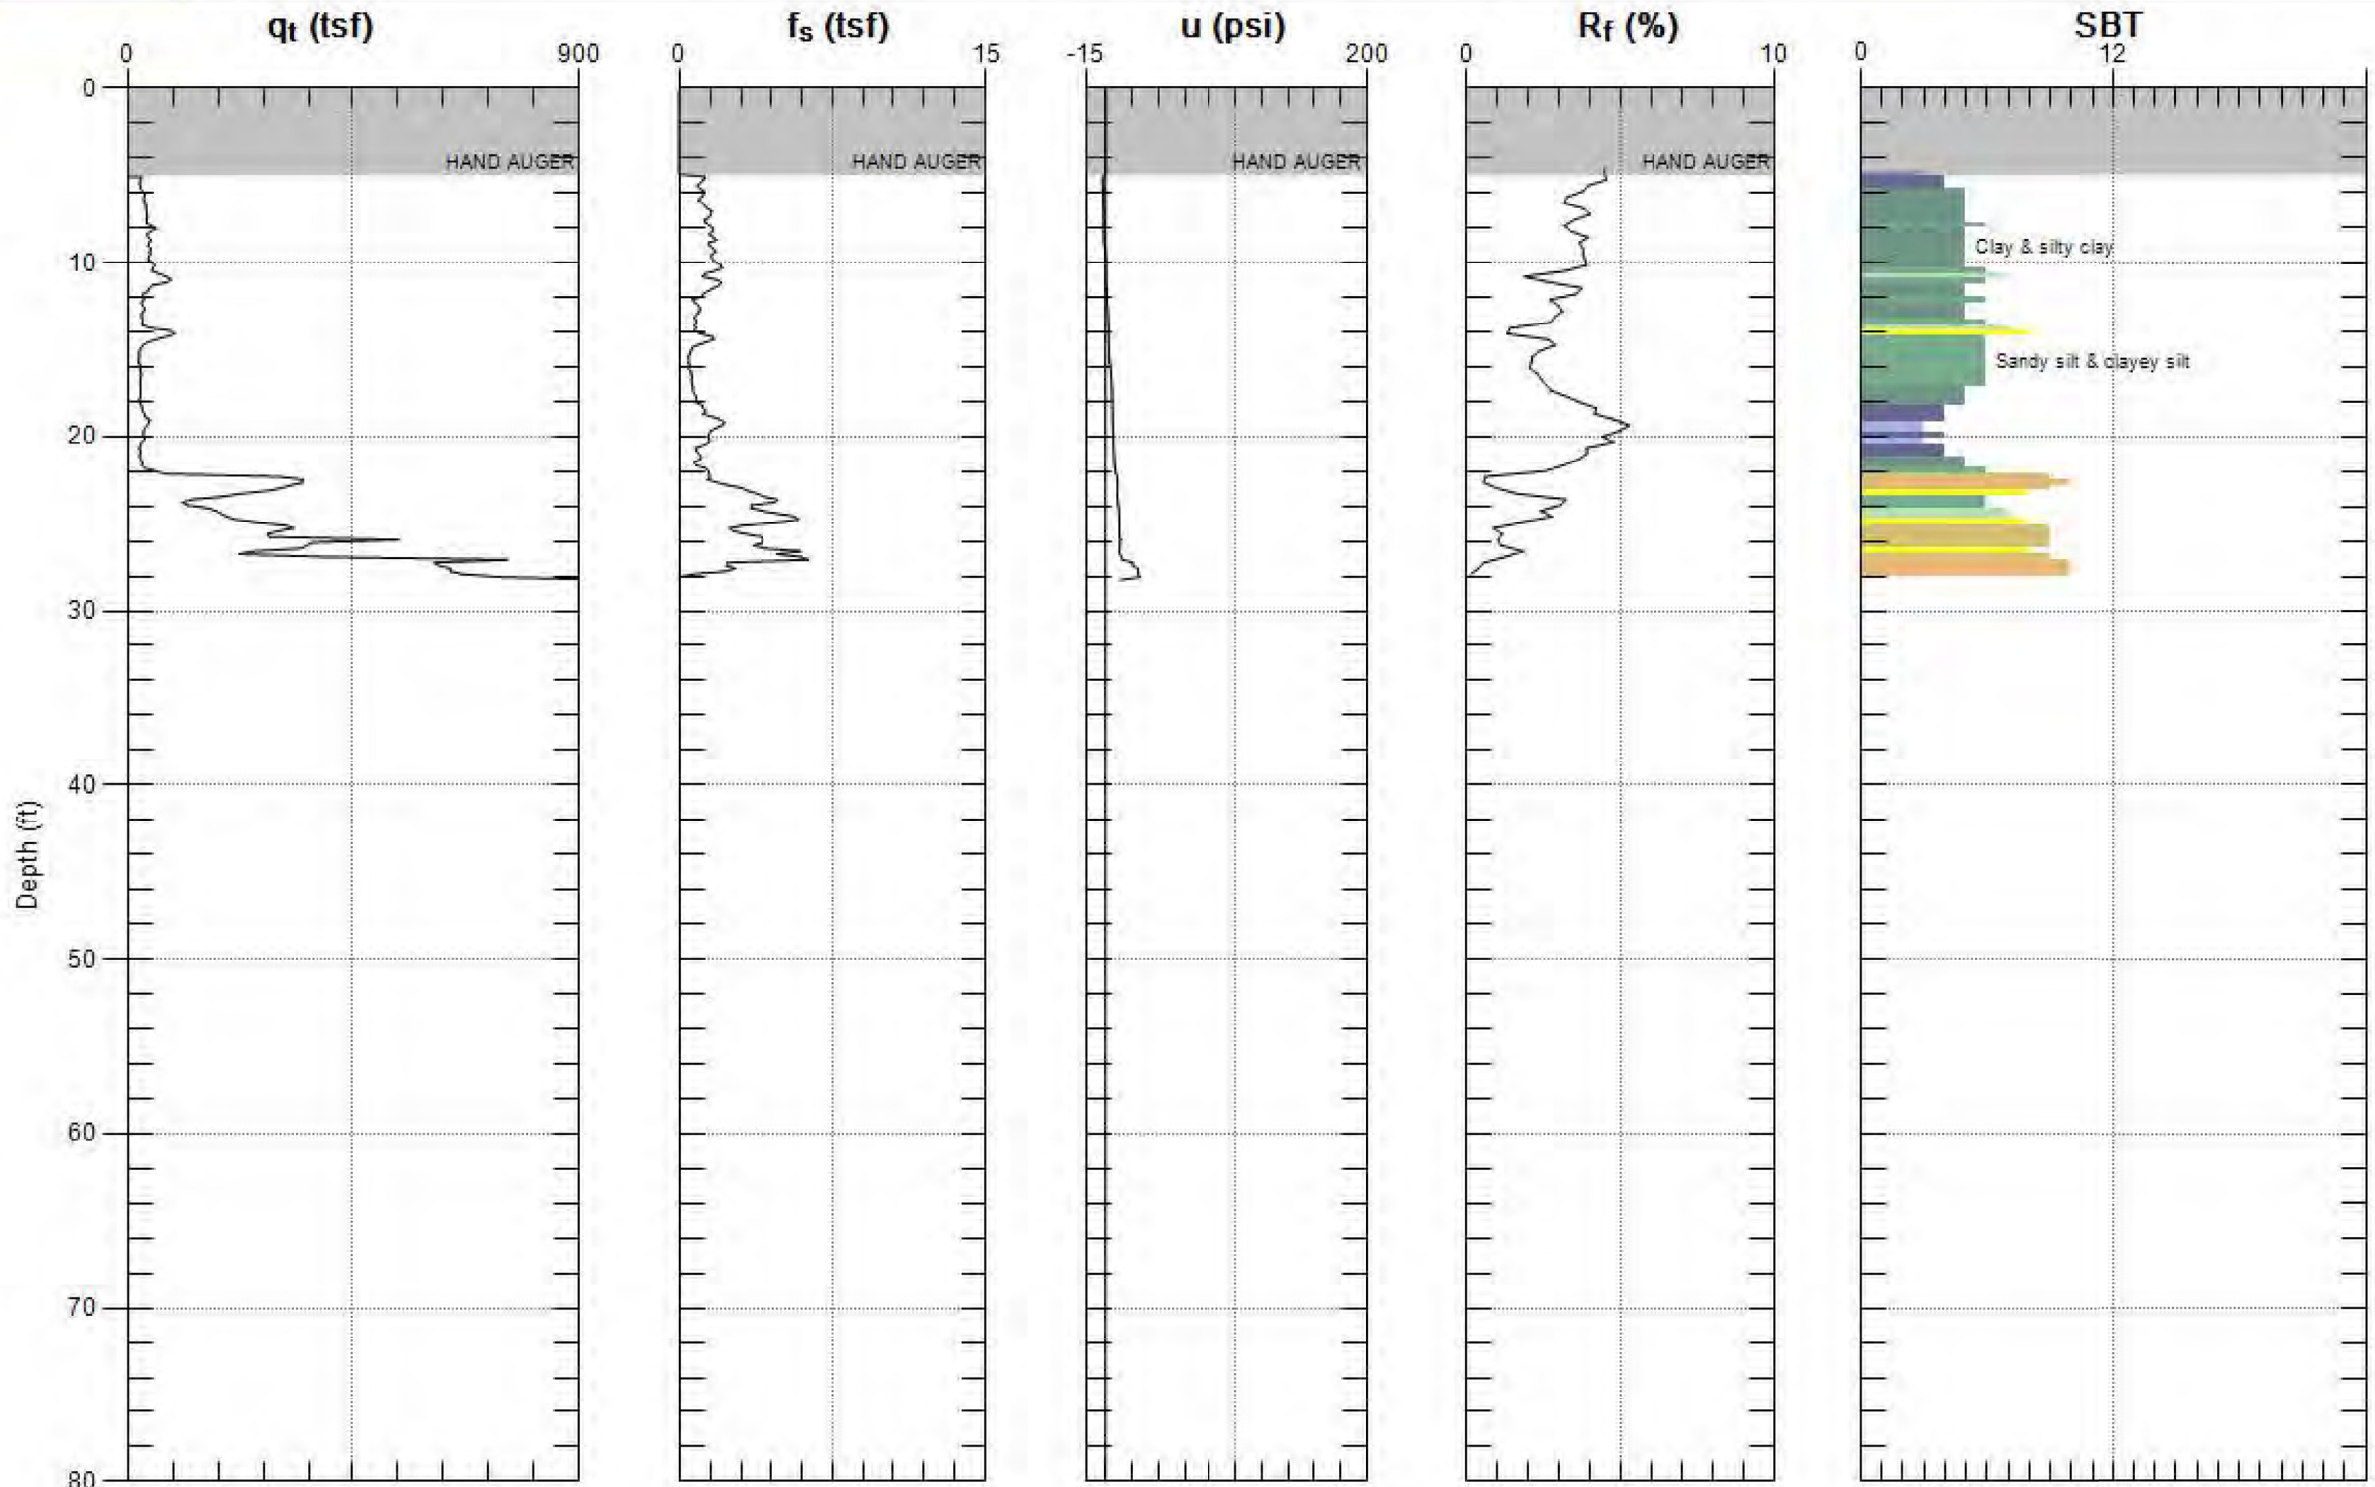 qt (tsf) fs (tsf) u (psi) Rf (%) SBT
0 900 0 15 -15 200 0 10 0 12
0
HAND AUGER HAND AUGER HAND AUGER HAND AUGER
Clay & silty clay
10
Sandy silt & clayey silt
20
30
40
Depth (ft)
50
60
70
80